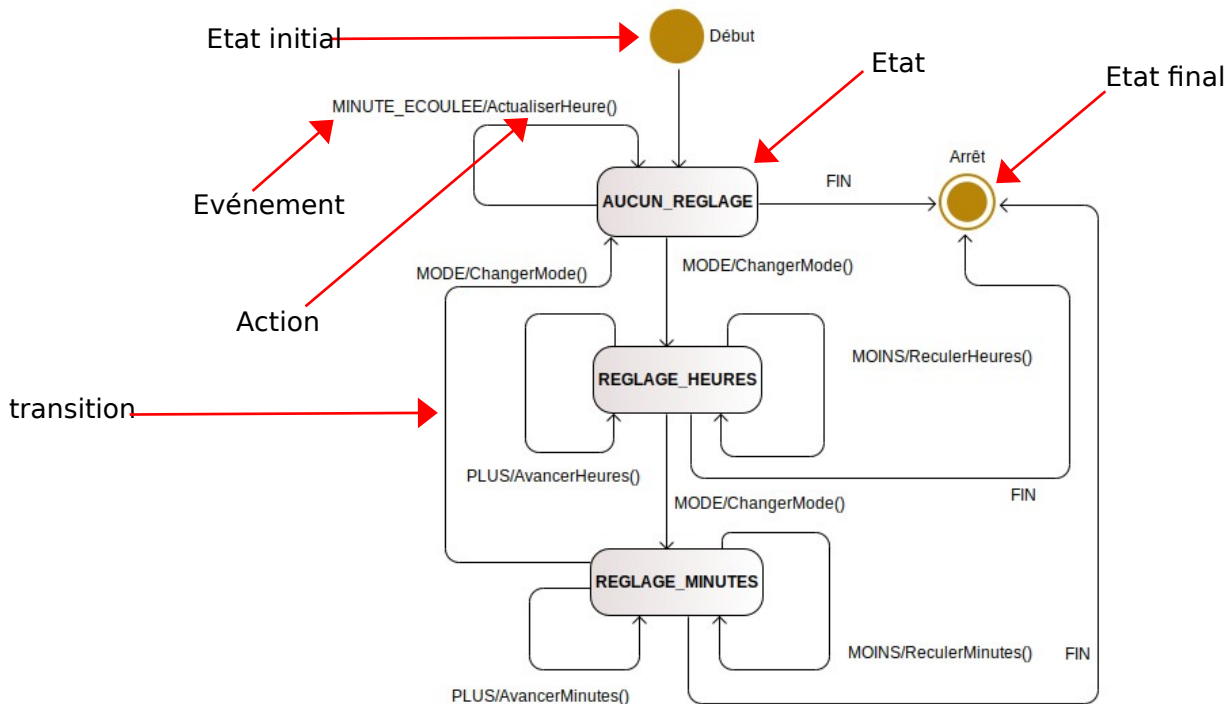 Etat initial
Début
Etat
Etat final
MINUTE_ECOULEE/ActualiserHeure()
Arrêt
FIN
Evénement
AUCUN_REGLAGE
MODE/ChangerMode()
MODE/ChangerMode()
Action
MOINS/ReculerHeures()
REGLAGE_HEURES
transition
PLUS/AvancerHeures()
FIN
MODE/ChangerMode()
REGLAGE_MINUTES
MOINS/ReculerMinutes()
FIN
PLUS/AvancerMinutes()